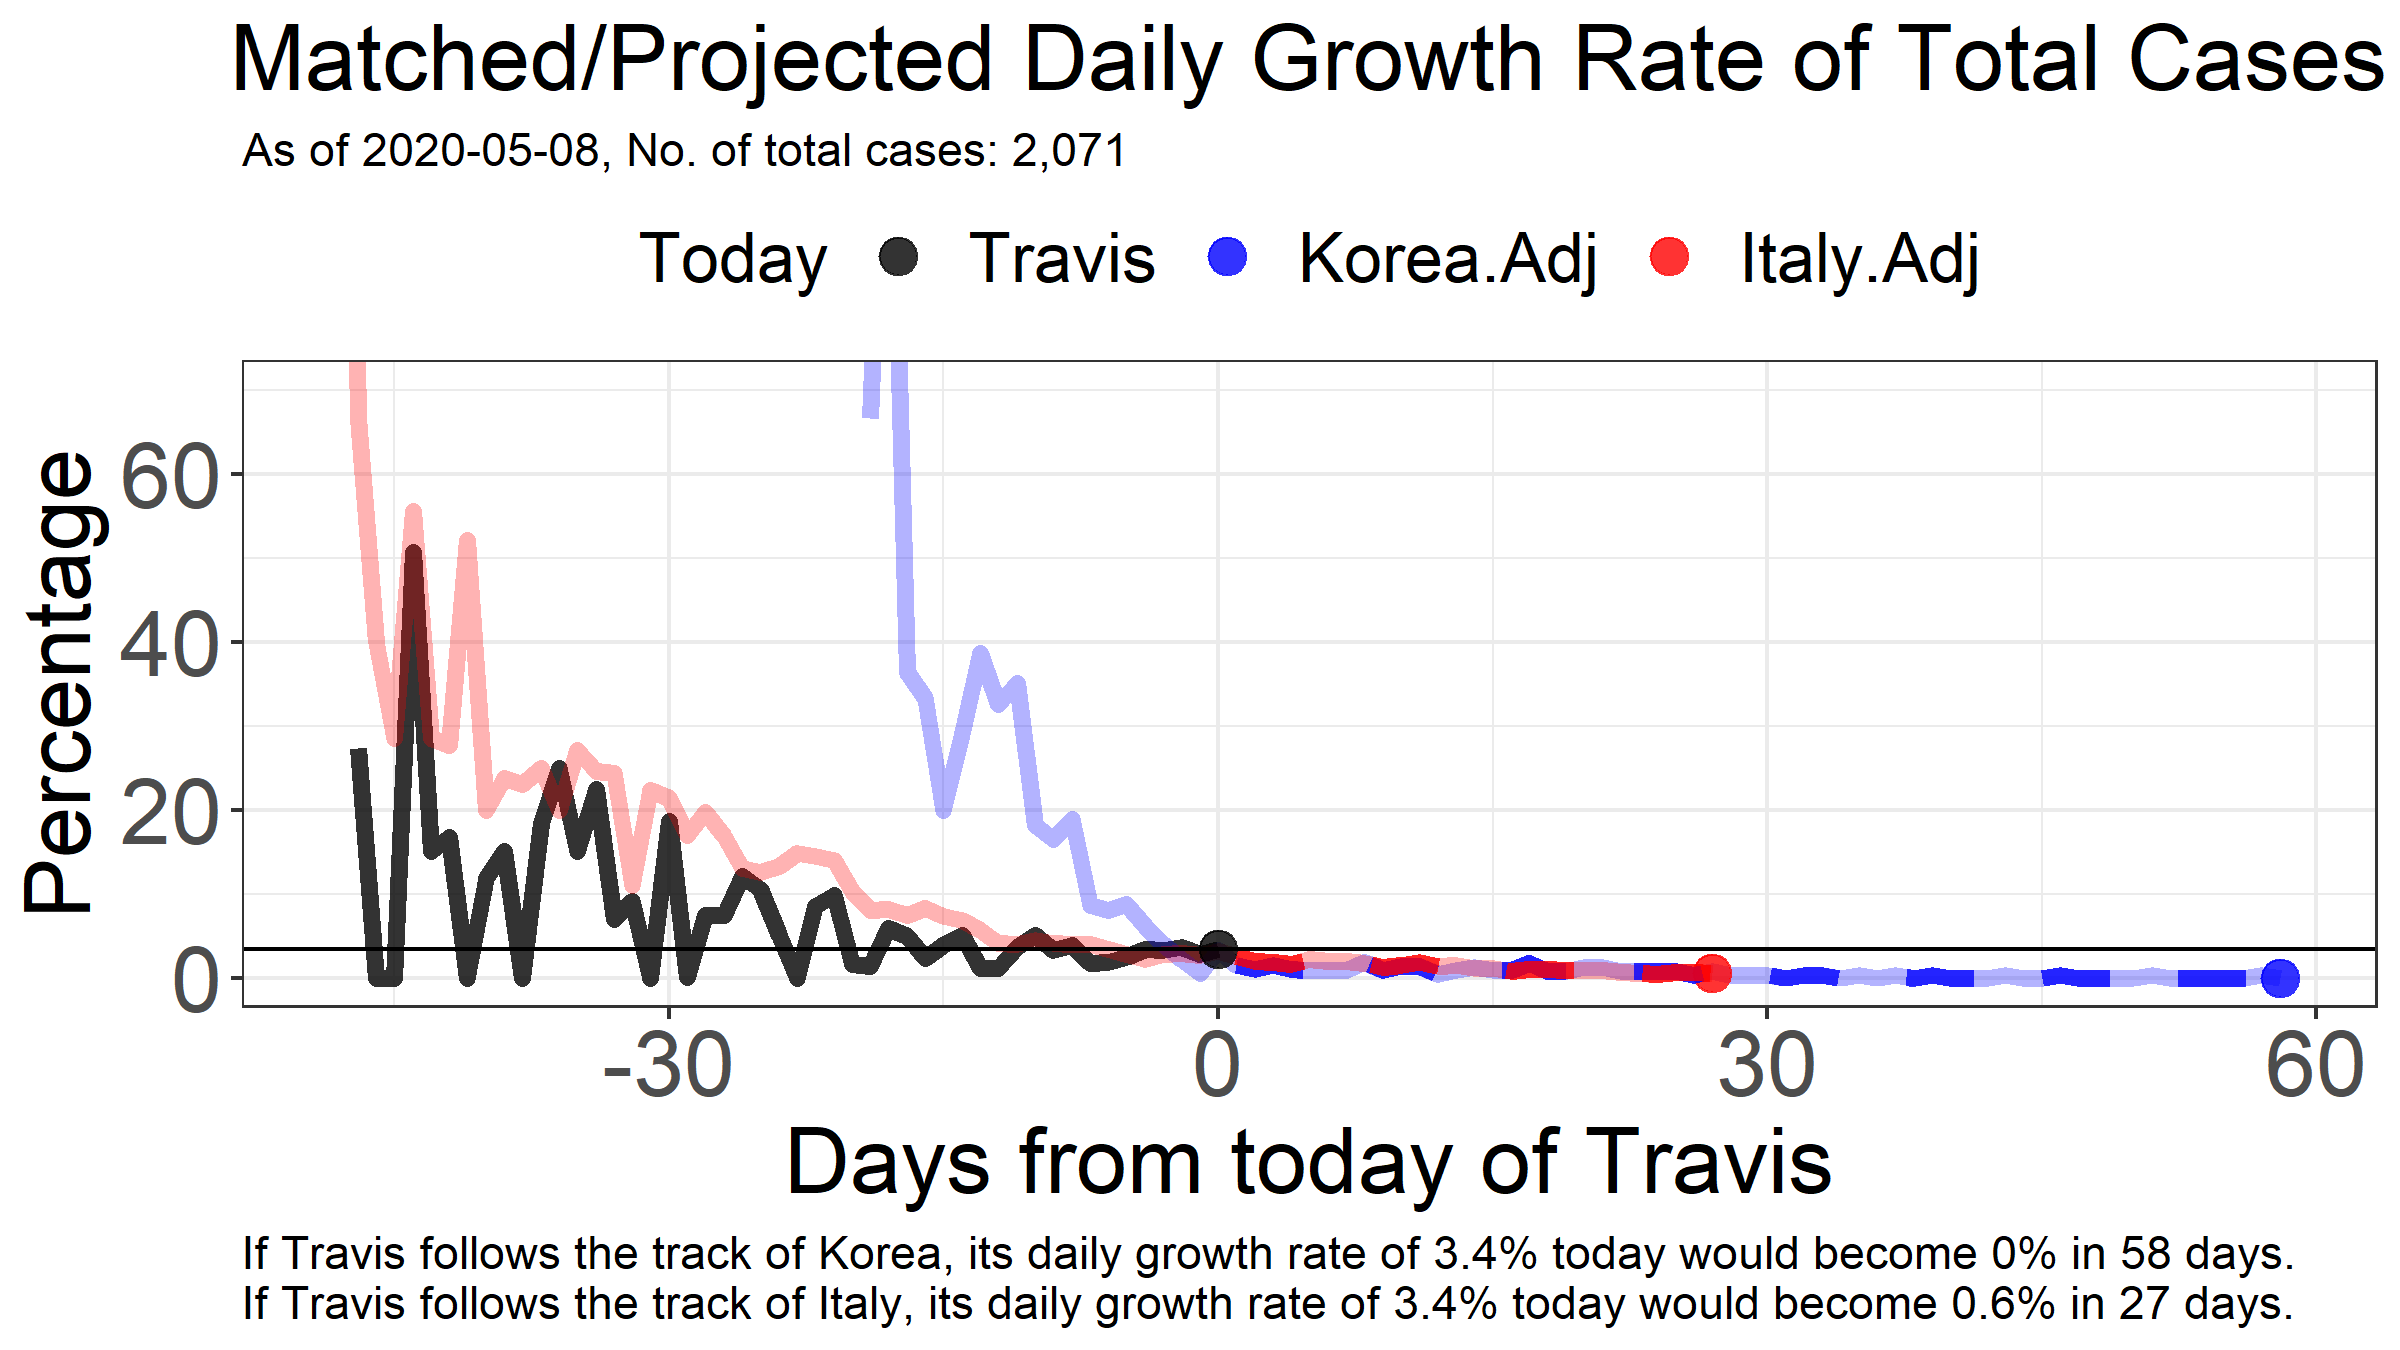 Matched/Projected Daily Growth Rate of Total Cases
As of 2020-05-08, No. of total cases: 2,071
Today Travis Korea.Adj Italy.Adj
Percentage
60
40
20
0
-30 0 30 60
Days from today of Travis
If Travis follows the track of Korea, its daily growth rate of 3.4% today would become 0% in 58 days.
If Travis follows the track of Italy, its daily growth rate of 3.4% today would become 0.6% in 27 days.